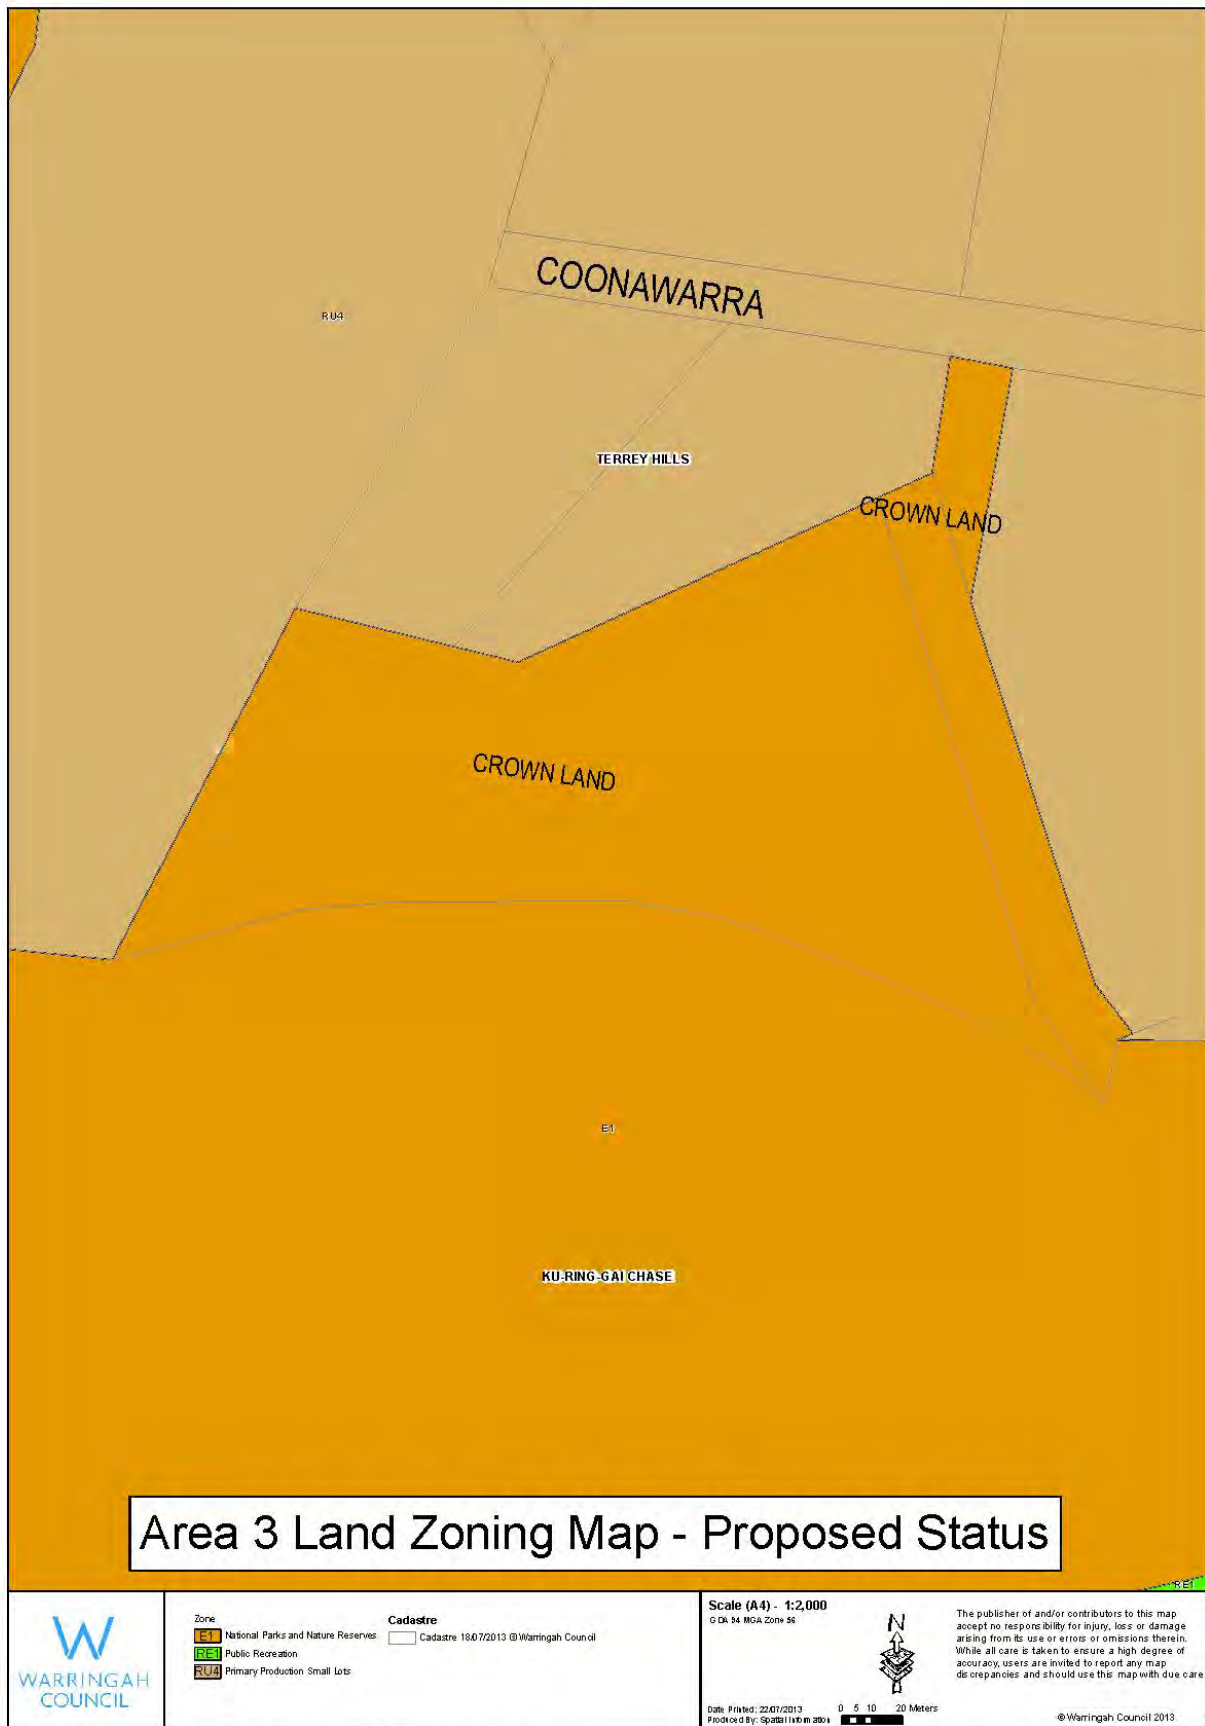 COONAWARRA
RU4
TERREY HILLS
CROWN LAND
CROWN LAND
E1
KU-RING-GAI CHASE
Area 3 Land Zoning Map - Proposed Status
RE1
WARRINGAH
COUNCIL
Zone
E1 National Parks and Nature Reserves
RE1 Public Recreation
RU4 Primary Production Small Lots
Cadastre
Cadastre 18/07/2013 © Warringah Council
Scale (A4) - 1:2,000
GDA 94 MGA Zone 56
N
Date Printed: 22/07/2013
Produced By: Spatial Information
0 5 10 20 Meters
The publisher of and/or contributors to this map
accept no responsibility for injury, loss or damage
arising from its use or errors or omissions therein.
While all care is taken to ensure a high degree of
accuracy, users are invited to report any map
discrepancies and should use this map with due care
© Warringah Council 2013